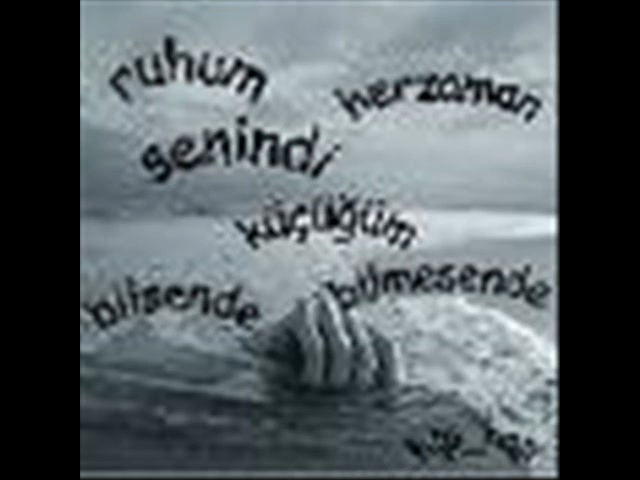 ruhum
herzaman
senindi
küçüğüm
bilsende
bilmesende